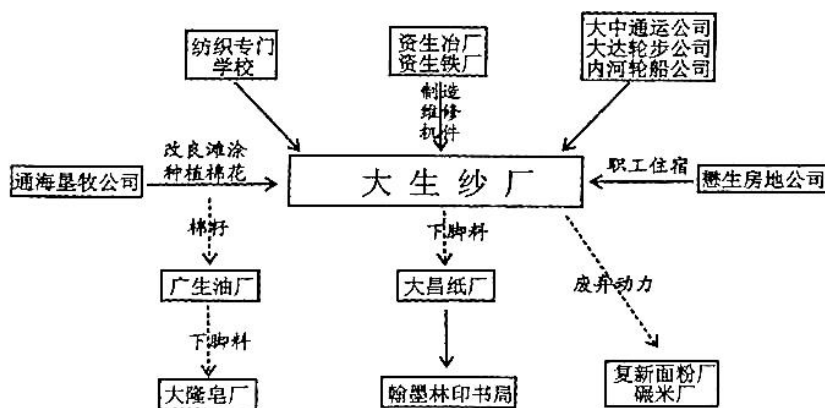 纺织专门
学校
资生冶厂
资生铁厂
大中通运公司
大达轮步公司
内河轮船公司
制造
维修
机件
改良滩涂
种植棉花
通海垦牧公司
大生纱厂
职工住宿
懋生房地公司
棉籽
下脚料
废弃动力
广生油厂
大昌纸厂
下脚料
大隆皂厂
翰墨林印书局
复新面粉厂
碾米厂